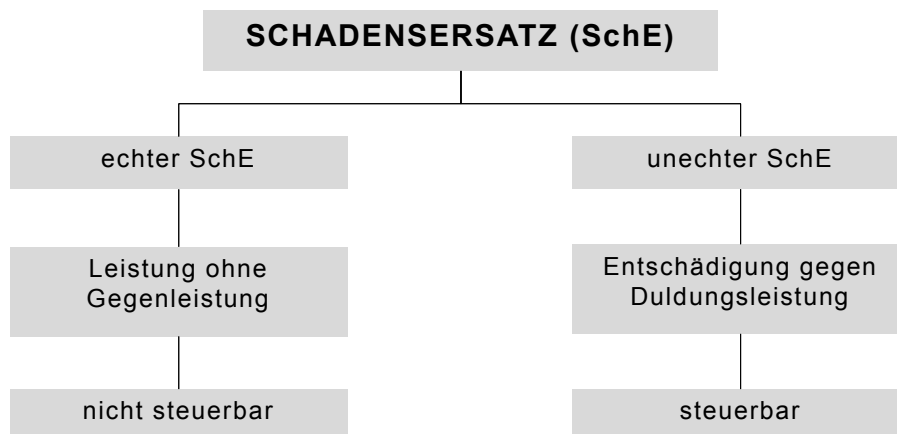 SCHADENSERSATZ (SchE)
echter SchE
unechter SchE
Leistung ohne
Gegenleistung
Entschädigung gegen
Duldungsleistung
nicht steuerbar
steuerbar